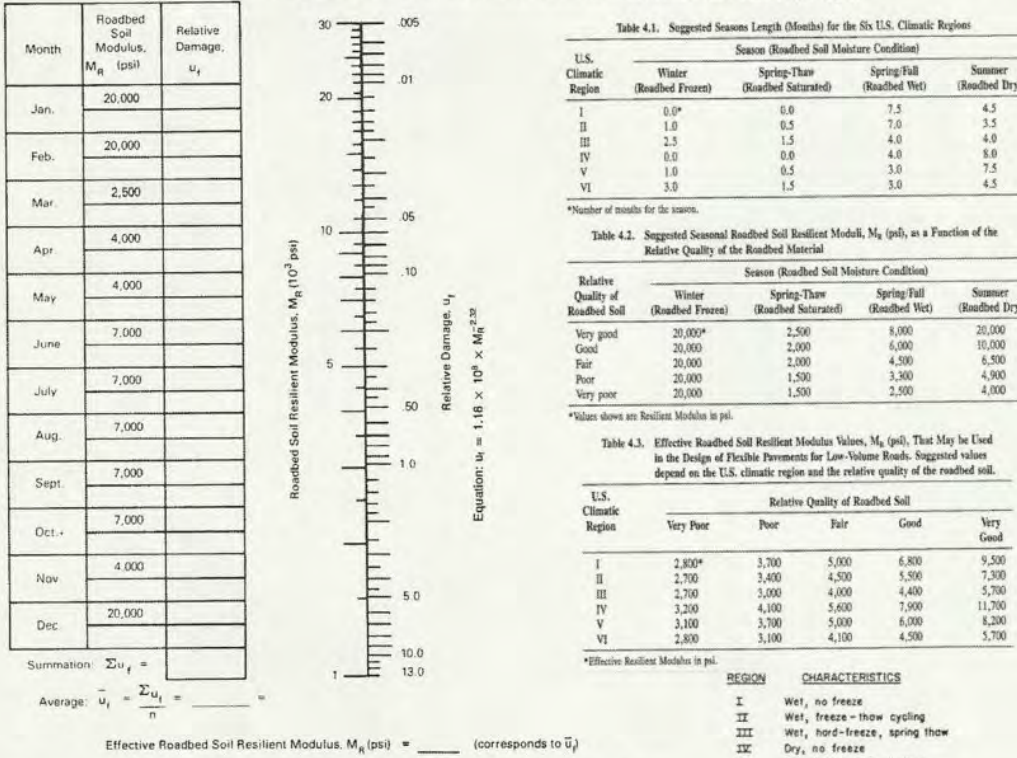 Month
Roadbed Soil Modulus, M_R (psi)
Relative Damage, u_f
Jan. 20,000
Feb. 20,000
Mar. 2,500
Apr. 4,000
May 4,000
June 7,000
July 7,000
Aug. 7,000
Sept. 7,000
Oct. 7,000
Nov 4,000
Dec 20,000
Summation: Σu_f =
Average: ū_f = Σu_f / n = ______ =
Effective Roadbed Soil Resilient Modulus, M_R (psi) = ____ (corresponds to ū_f)
Roadbed Soil Resilient Modulus, M_R (10³ psi)
30
20
10
5
1
.005
.01
.05
.10
.50
1.0
5.0
10.0
13.0
Relative Damage, u_f
Equation: u_f = 1.18 × 10⁸ × M_R^-2.32
Table 4.1. Suggested Seasons Length (Months) for the Six U.S. Climatic Regions
Season (Roadbed Soil Moisture Condition)
U.S. Climatic Region
Winter (Roadbed Frozen)
Spring-Thaw (Roadbed Saturated)
Spring/Fall (Roadbed Wet)
Summer (Roadbed Dry
I 0.0* 0.0 7.5 4.5
II 1.0 0.5 7.0 3.5
III 2.5 1.5 4.0 4.0
IV 0.0 0.0 4.0 8.0
V 1.0 0.5 3.0 7.5
VI 3.0 1.5 3.0 4.5
*Number of months for the season.
Table 4.2. Suggested Seasonal Roadbed Soil Resilient Moduli, M_R (psi), as a Function of the
Relative Quality of the Roadbed Material
Season (Roadbed Soil Moisture Condition)
Relative Quality of Roadbed Soil
Winter (Roadbed Frozen)
Spring-Thaw (Roadbed Saturated)
Spring/Fall (Roadbed Wet)
Summer (Roadbed Dry
Very good 20,000* 2,500 8,000 20,000
Good 20,000 2,000 6,000 10,000
Fair 20,000 2,000 4,500 6,500
Poor 20,000 1,500 3,300 4,900
Very poor 20,000 1,500 2,500 4,000
*Values shown are Resilient Modulus in psi.
Table 4.3. Effective Roadbed Soil Resilient Modulus Values, M_R (psi), That May be Used
in the Design of Flexible Pavements for Low-Volume Roads. Suggested values
depend on the U.S. climatic region and the relative quality of the roadbed soil.
U.S. Climatic Region
Relative Quality of Roadbed Soil
Very Poor Poor Fair Good Very Good
I 2,800* 3,700 5,000 6,800 9,500
II 2,700 3,400 4,500 5,500 7,300
III 2,700 3,000 4,000 4,400 5,700
IV 3,200 4,100 5,600 7,900 11,700
V 3,100 3,700 5,000 6,000 8,200
VI 2,800 3,100 4,100 4,500 5,700
*Effective Resilient Modulus in psi.
REGION CHARACTERISTICS
I Wet, no freeze
II Wet, freeze-thaw cycling
III Wet, hard-freeze, spring thaw
IV Dry, no freeze